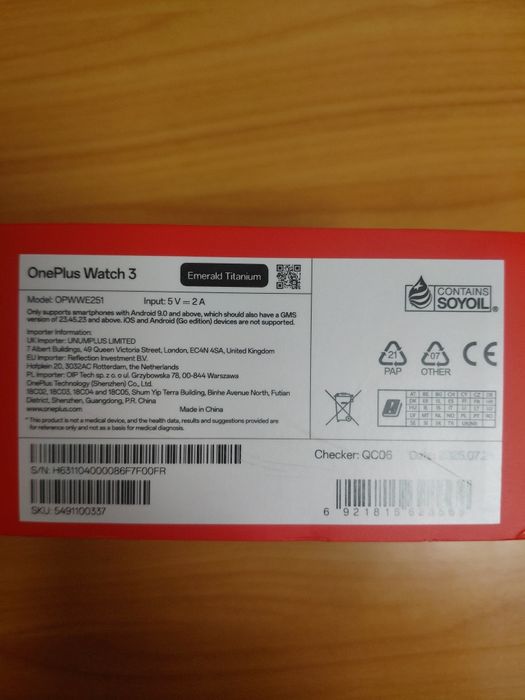 OnePlus Watch 3
Emerald Titanium
Model: OPWWE251 Input: 5 V = 2 A
Only supports smartphones with Android 9.0 and above, which should also have a GMS
version of 23.45.23 and above. iOS and Android (Go edition) devices are not supported.
Importer Information:
UK Importer: UNUMPLUS LIMITED
7 Albert Buildings, 49 Queen Victoria Street, London, EC4N 4SA, United Kingdom
EU Importer: Reflection Investment B.V.
Hofplein 20, 3032AC Rotterdam, the Netherlands
PL Importer: OIP Tech sp. z o. o ul. Grzybowska 78, 00-844 Warszawa
OnePlus Technology (Shenzhen) Co., Ltd.
18C02, 18C03, 18C04 and 18C05, Shum Yip Terra Building, Binhe Avenue North, Futian
District, Shenzhen, Guangdong, P.R. China
www.oneplus.com Made in China
* This product is not a medical device, and the health data, results and suggestions provided are
for reference only and not as a basis for medical diagnosis.
CONTAINS
SOYOIL®
21
PAP
07
OTHER
CE
S/N: H631104000086F7F00FR
SKU: 5491100337
Checker: QC06 Date:
6 921815